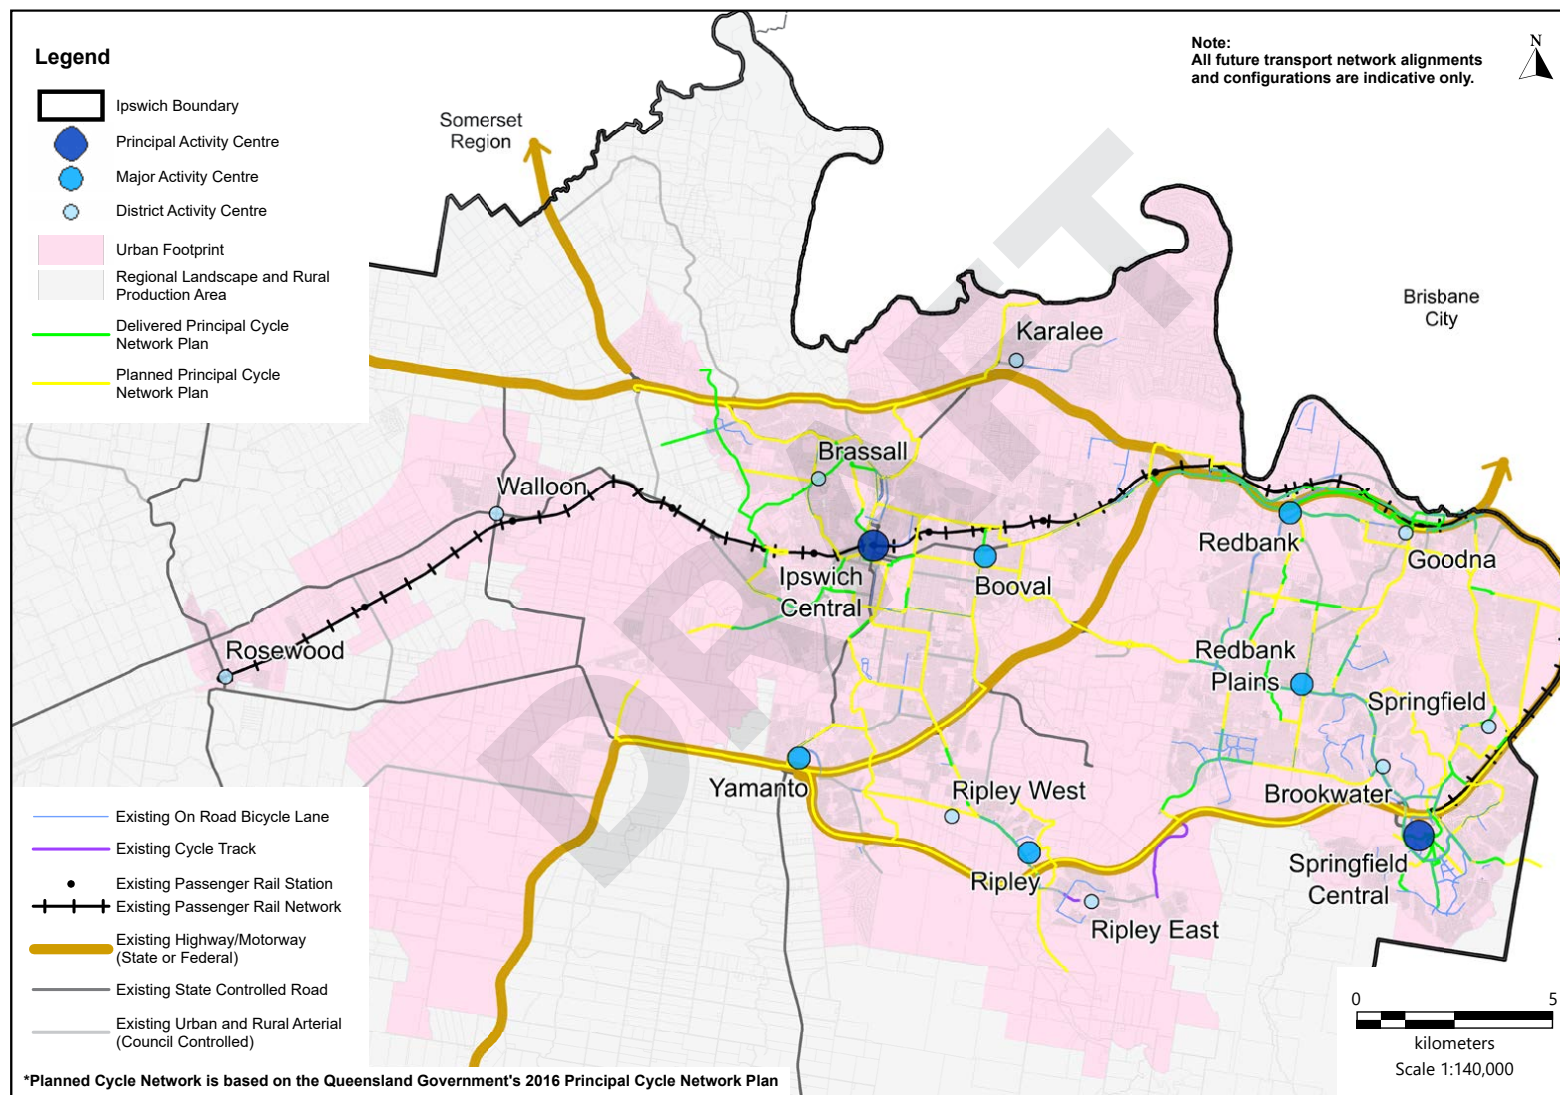 Legend
Ipswich Boundary
Principal Activity Centre
Major Activity Centre
District Activity Centre
Urban Footprint
Regional Landscape and Rural
Production Area
Delivered Principal Cycle
Network Plan
Planned Principal Cycle
Network Plan
Note:
All future transport network alignments
and configurations are indicative only.
N
Somerset
Region
Brisbane
City
Karalee
Brassall
Walloon
Redbank
Goodna
Ipswich
Central
Booval
Rosewood
Redbank
Plains
Springfield
Yamanto
Ripley West
Brookwater
Ripley
Springfield
Central
Ripley East
DRAFT
Existing On Road Bicycle Lane
Existing Cycle Track
Existing Passenger Rail Station
Existing Passenger Rail Network
Existing Highway/Motorway
(State or Federal)
Existing State Controlled Road
Existing Urban and Rural Arterial
(Council Controlled)
0 5
kilometers
Scale 1:140,000
*Planned Cycle Network is based on the Queensland Government's 2016 Principal Cycle Network Plan